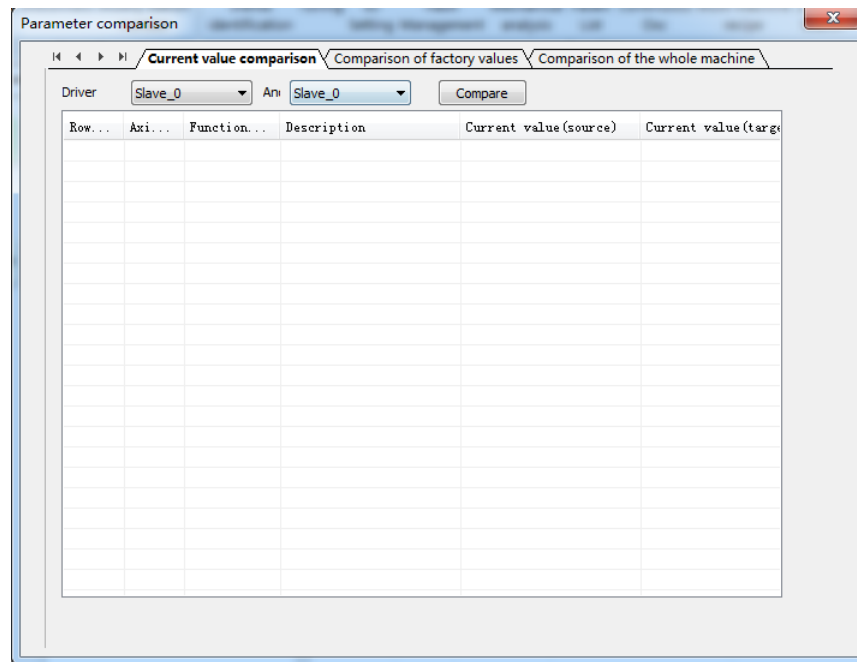 Parameter comparison
Current value comparison Comparison of factory values Comparison of the whole machine
Driver Slave_0 An Slave_0 Compare
Row... Axi... Function... Description Current value(source) Current value(targe